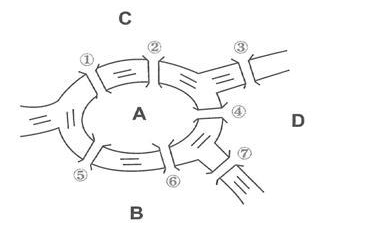 C
① ② ③
A ④ D
⑤ ⑥ ⑦
B